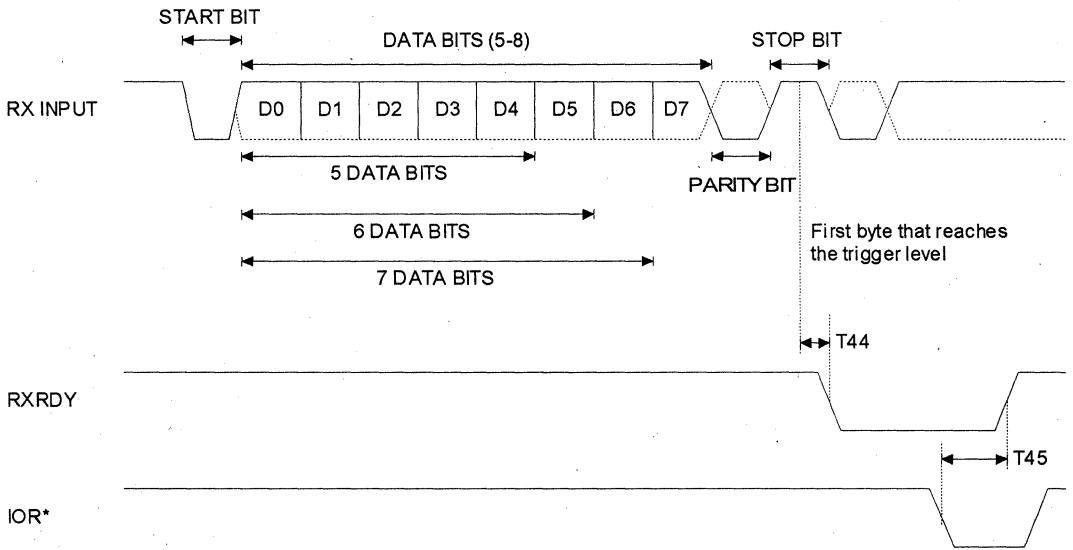 START BIT
DATA BITS (5-8)
STOP BIT
RX INPUT
D0 D1 D2 D3 D4 D5 D6 D7
5 DATA BITS
PARITY BIT
6 DATA BITS
First byte that reaches
the trigger level
7 DATA BITS
T44
RXRDY
T45
IOR*